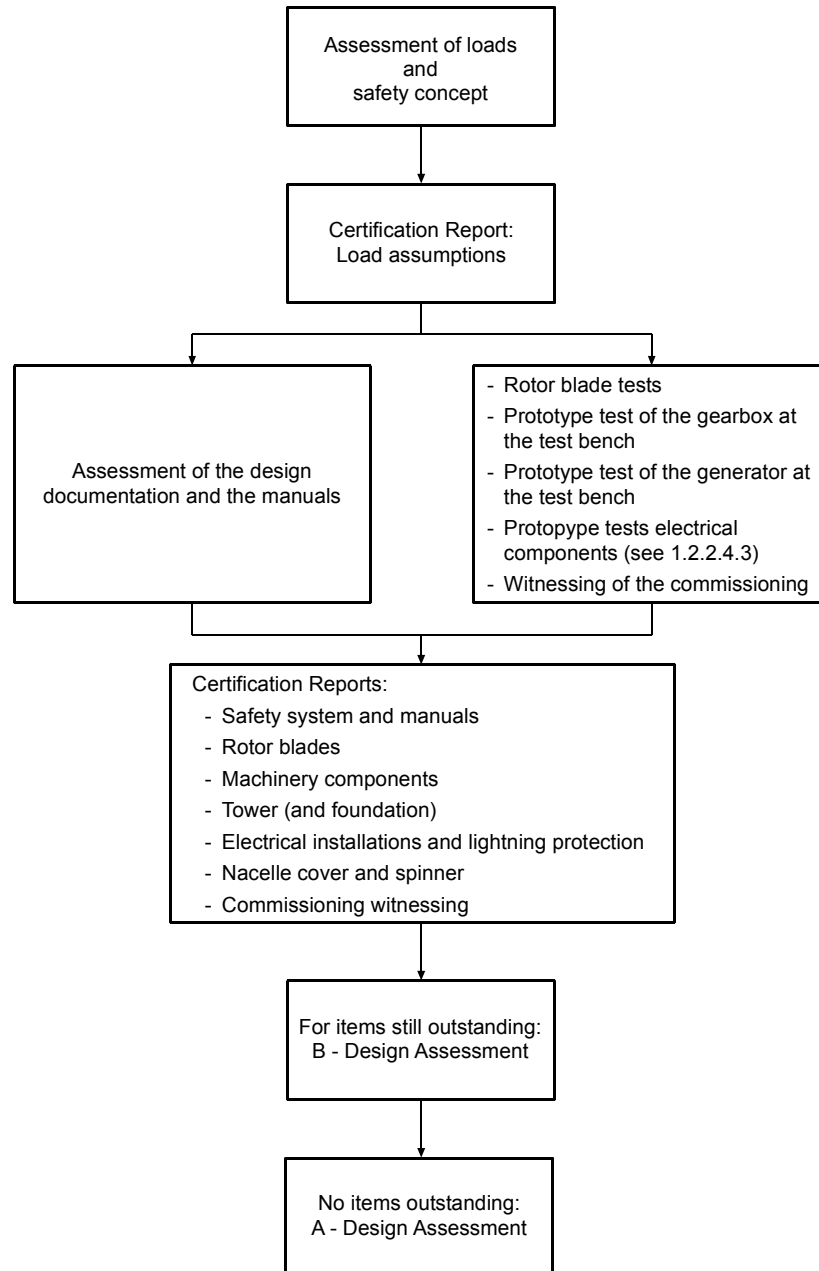 Assessment of loads
and
safety concept
Certification Report:
Load assumptions
Assessment of the design
documentation and the manuals
- Rotor blade tests
- Prototype test of the gearbox at
the test bench
- Prototype test of the generator at
the test bench
- Protopype tests electrical
components (see 1.2.2.4.3)
- Witnessing of the commissioning
Certification Reports:
- Safety system and manuals
- Rotor blades
- Machinery components
- Tower (and foundation)
- Electrical installations and lightning protection
- Nacelle cover and spinner
- Commissioning witnessing
For items still outstanding:
B - Design Assessment
No items outstanding:
A - Design Assessment